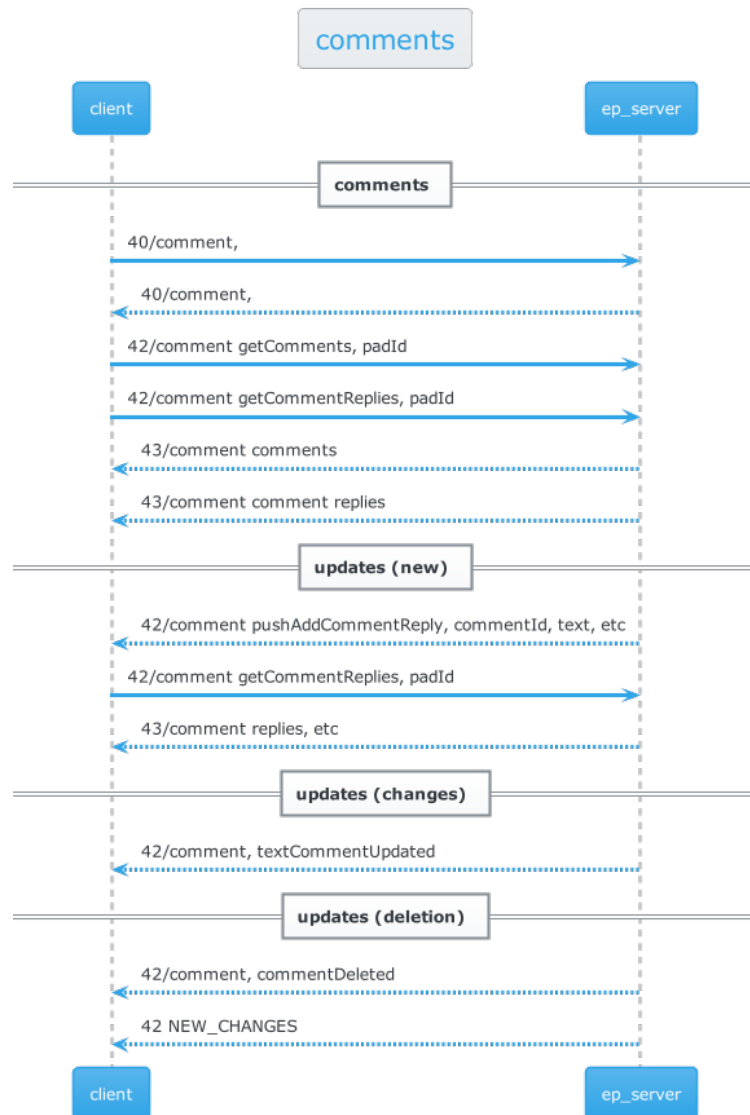 comments
client
ep_server
comments
40/comment,
40/comment,
42/comment getComments, padId
42/comment getCommentReplies, padId
43/comment comments
43/comment comment replies
updates (new)
42/comment pushAddCommentReply, commentId, text, etc
42/comment getCommentReplies, padId
43/comment replies, etc
updates (changes)
42/comment, textCommentUpdated
updates (deletion)
42/comment, commentDeleted
42 NEW_CHANGES
client
ep_server